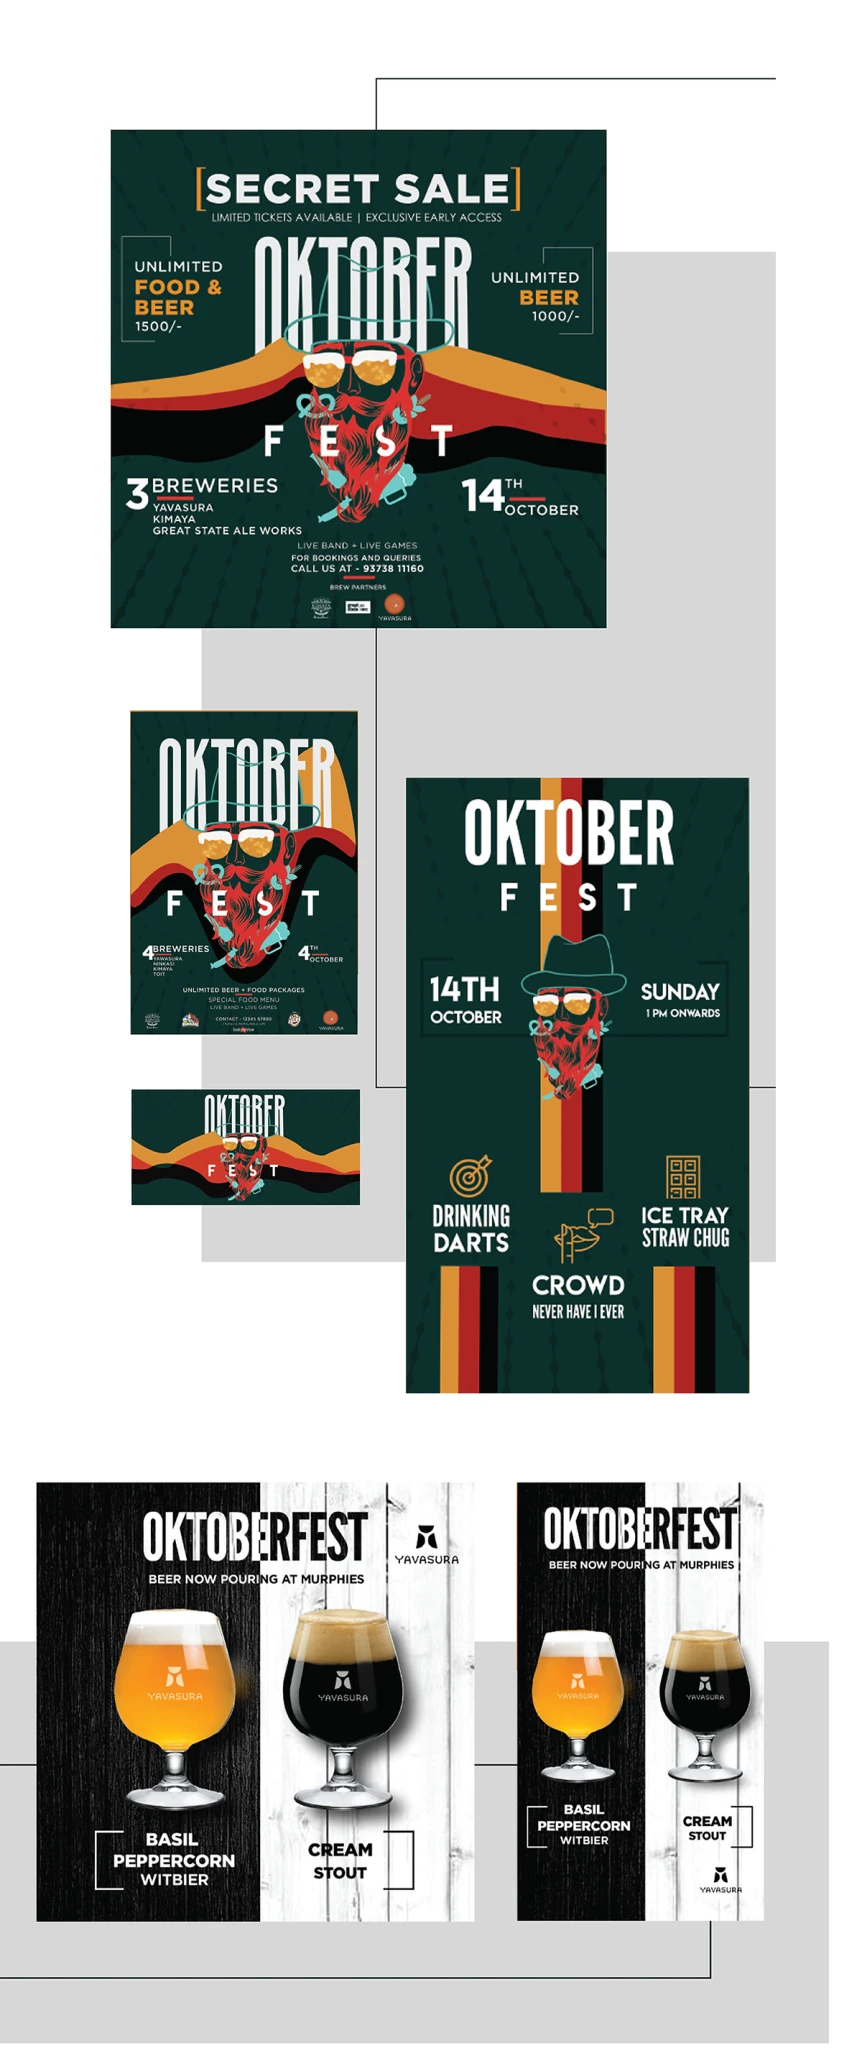 [SECRET SALE]
LIMITED TICKETS AVAILABLE | EXCLUSIVE EARLY ACCESS
OKTOBER
UNLIMITED
FOOD &
BEER
1500/-
UNLIMITED
BEER
1000/-
F E S T
3 BREWERIES
YAVASURA
KIMAYA
GREAT STATE ALE WORKS
14TH
OCTOBER
LIVE BAND + LIVE GAMES
FOR BOOKINGS AND QUERIES
CALL US AT - 93738 11160
BREW PARTNERS
YAVASURA
OKTOBER
F E S T
4 BREWERIES
YAVASURA
NINKASI
KIMAYA
TOIT
4TH
OCTOBER
UNLIMITED BEER + FOOD PACKAGES
SPECIAL FOOD MENU
LIVE BAND + LIVE GAMES
CONTACT - 12345 67890
YAVASURA
OKTOBER
F E S T
14TH
OCTOBER
SUNDAY
1 PM ONWARDS
DRINKING
DARTS
CROWD
NEVER HAVE I EVER
ICE TRAY
STRAW CHUG
OKTOBER
F E S T
OKTOBERFEST
BEER NOW POURING AT MURPHIES
YAVASURA
YAVASURA
YAVASURA
BASIL
PEPPERCORN
WITBIER
CREAM
STOUT
OKTOBERFEST
BEER NOW POURING AT MURPHIES
YAVASURA
YAVASURA
BASIL
PEPPERCORN
WITBIER
CREAM
STOUT
YAVASURA